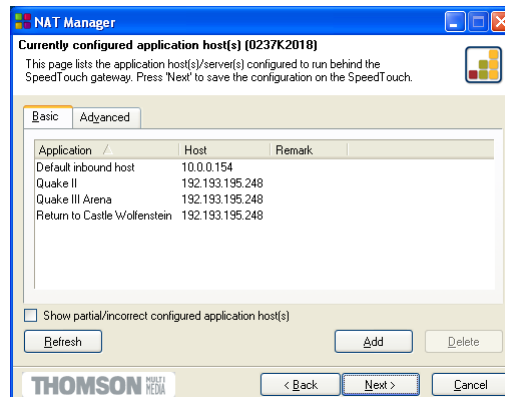 NAT Manager
Currently configured application host(s) (0237K2018)
This page lists the application host(s)/server(s) configured to run behind the
SpeedTouch gateway. Press 'Next' to save the configuration on the SpeedTouch.
Basic Advanced
Application Host Remark
Default inbound host 10.0.0.154
Quake II 192.193.195.248
Quake III Arena 192.193.195.248
Return to Castle Wolfenstein 192.193.195.248
Show partial/incorrect configured application host(s)
Refresh Add Delete
THOMSON MULTI MEDIA < Back Next > Cancel